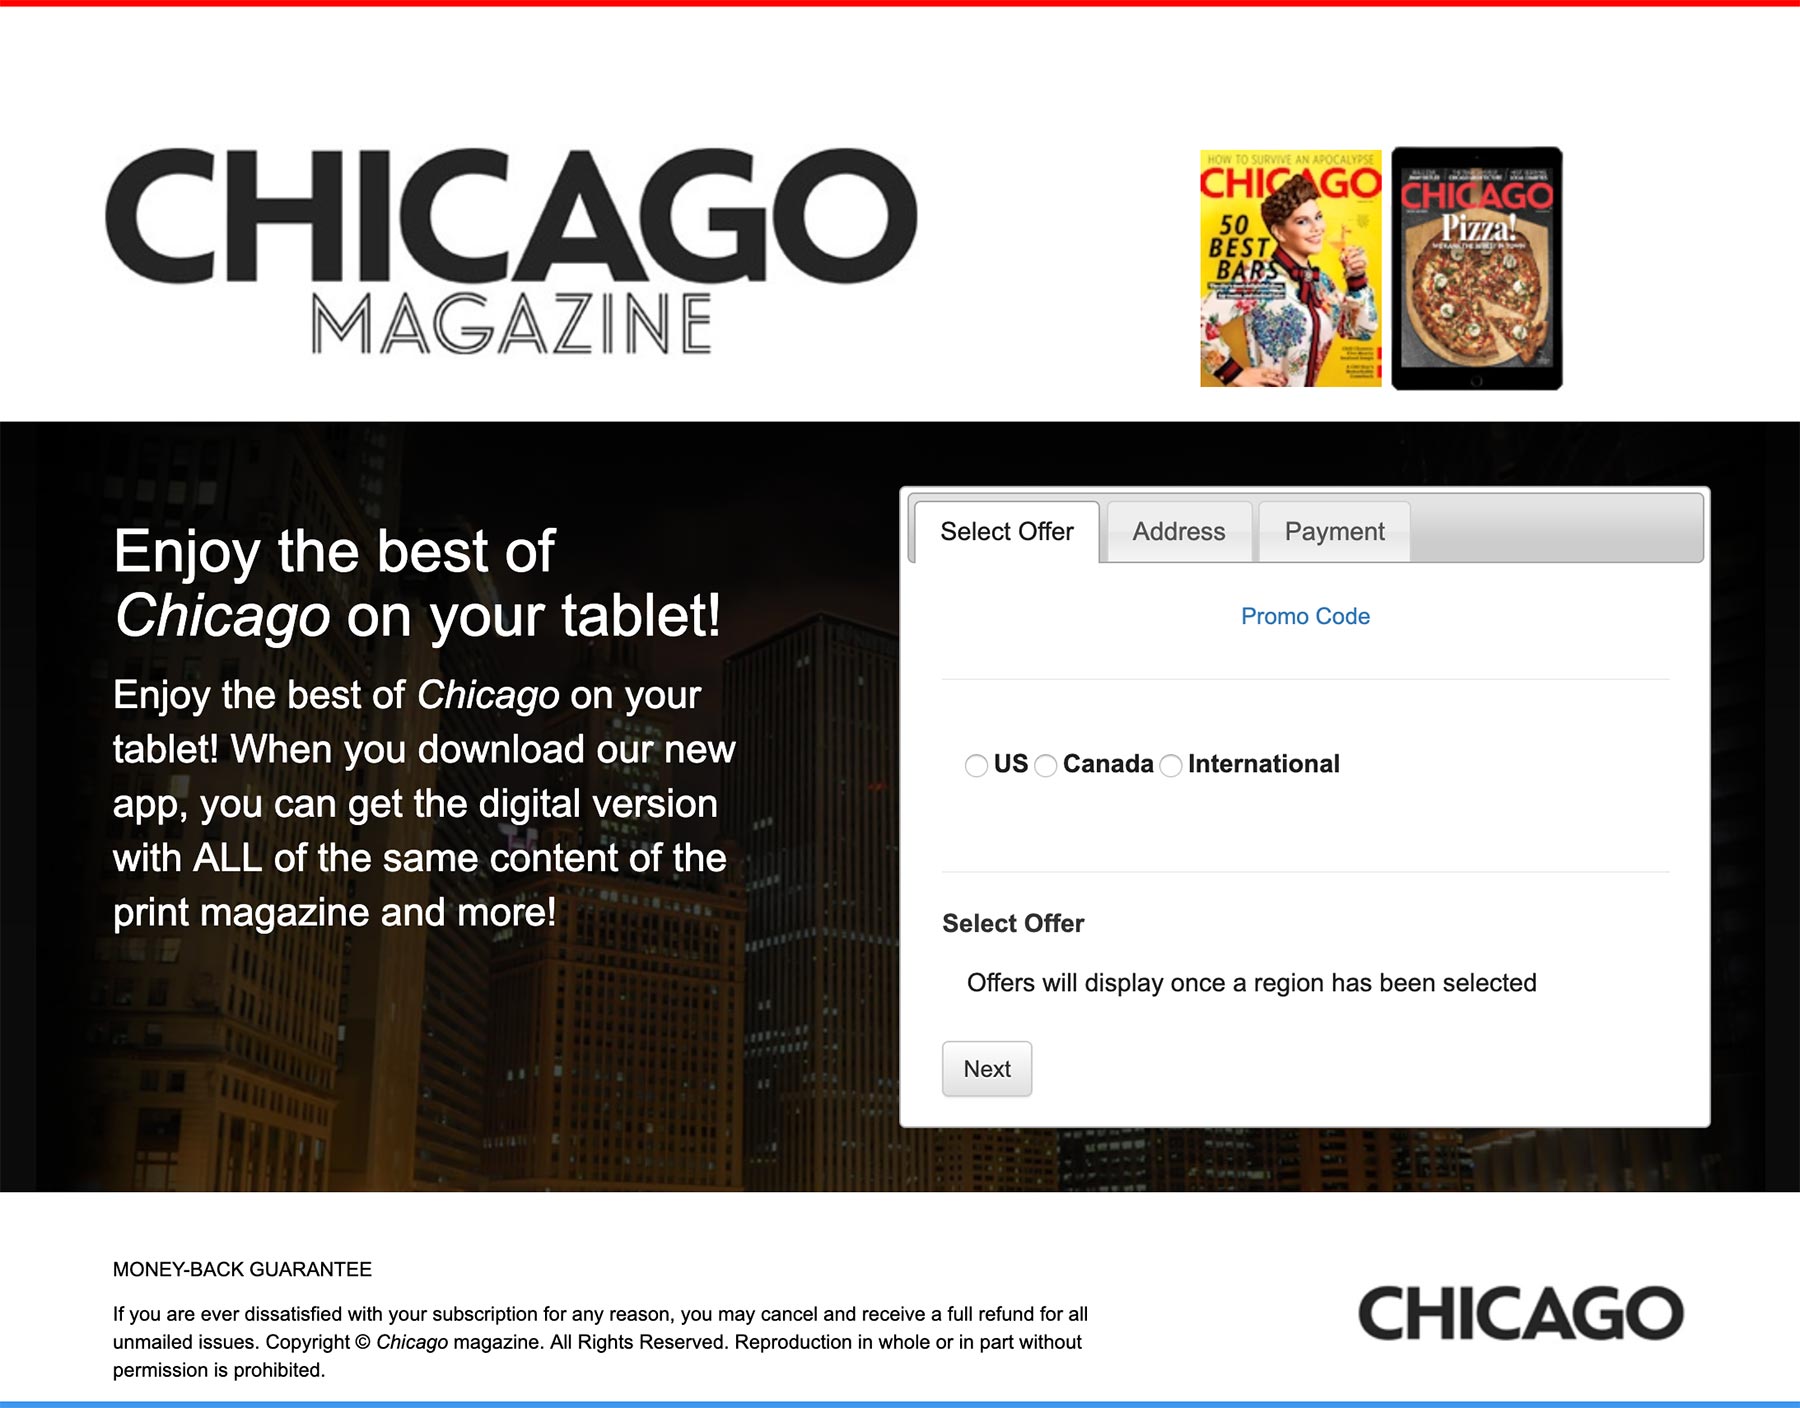 CHICAGO
MAGAZINE
HOW TO SURVIVE AN APOCALYPSE
CHICAGO
50
BEST
BARS
CHICAGO
Pizza!
Enjoy the best of
Chicago on your tablet!
Enjoy the best of Chicago on your
tablet! When you download our new
app, you can get the digital version
with ALL of the same content of the
print magazine and more!
Select Offer
Address
Payment
Promo Code
US Canada International
Select Offer
Offers will display once a region has been selected
Next
MONEY-BACK GUARANTEE
If you are ever dissatisfied with your subscription for any reason, you may cancel and receive a full refund for all
unmailed issues. Copyright © Chicago magazine. All Rights Reserved. Reproduction in whole or in part without
permission is prohibited.
CHICAGO